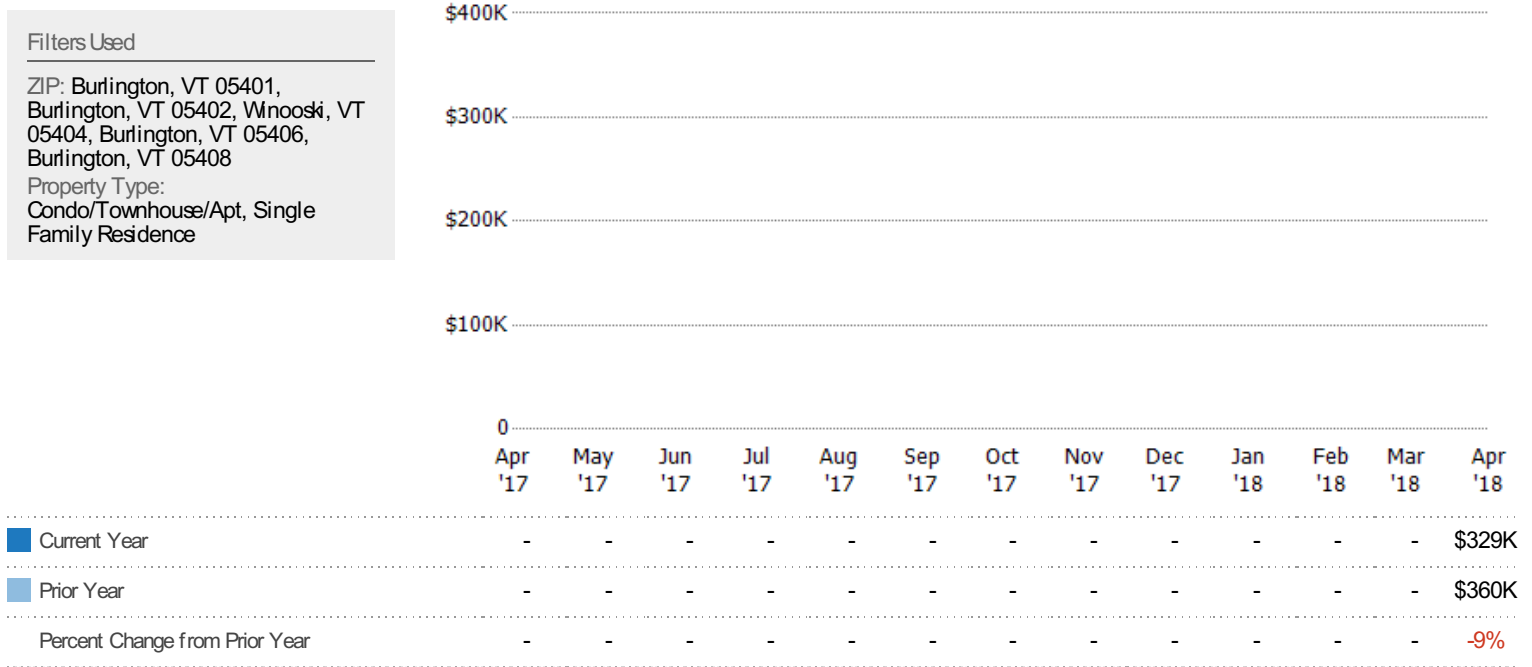 Filters Used
ZIP: Burlington, VT 05401,
Burlington, VT 05402, Winooski, VT
05404, Burlington, VT 05406,
Burlington, VT 05408
Property Type:
Condo/Townhouse/Apt, Single
Family Residence
$400K
$300K
$200K
$100K
0
Apr May Jun Jul Aug Sep Oct Nov Dec Jan Feb Mar Apr
'17 '17 '17 '17 '17 '17 '17 '17 '17 '18 '18 '18 '18
Current Year - - - - - - - - - - - - $329K
Prior Year - - - - - - - - - - - - $360K
Percent Change from Prior Year - - - - - - - - - - - - -9%